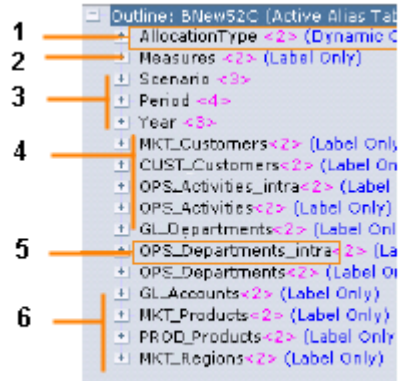 Outline: BNew52C (Active Alias Tab
1 AllocationType <2> (Dynamic C
2 Measures <2> (Label Only)
Scenario <3>
3 Period <4>
Year <3>
4 MKT_Customers<2> (Label Only
CUST_Customers<2> (Label On
OPS_Activities_intra<2> (Label
OPS_Activities<2> (Label Only)
GL_Departments<2> (Label Only
5 OPS_Departments_intra<2> (La
OPS_Departments<2> (Label O
GL_Accounts<2> (Label Only)
6 MKT_Products<2> (Label Only)
PROD_Products<2> (Label Only
MKT_Regions<2> (Label Only)